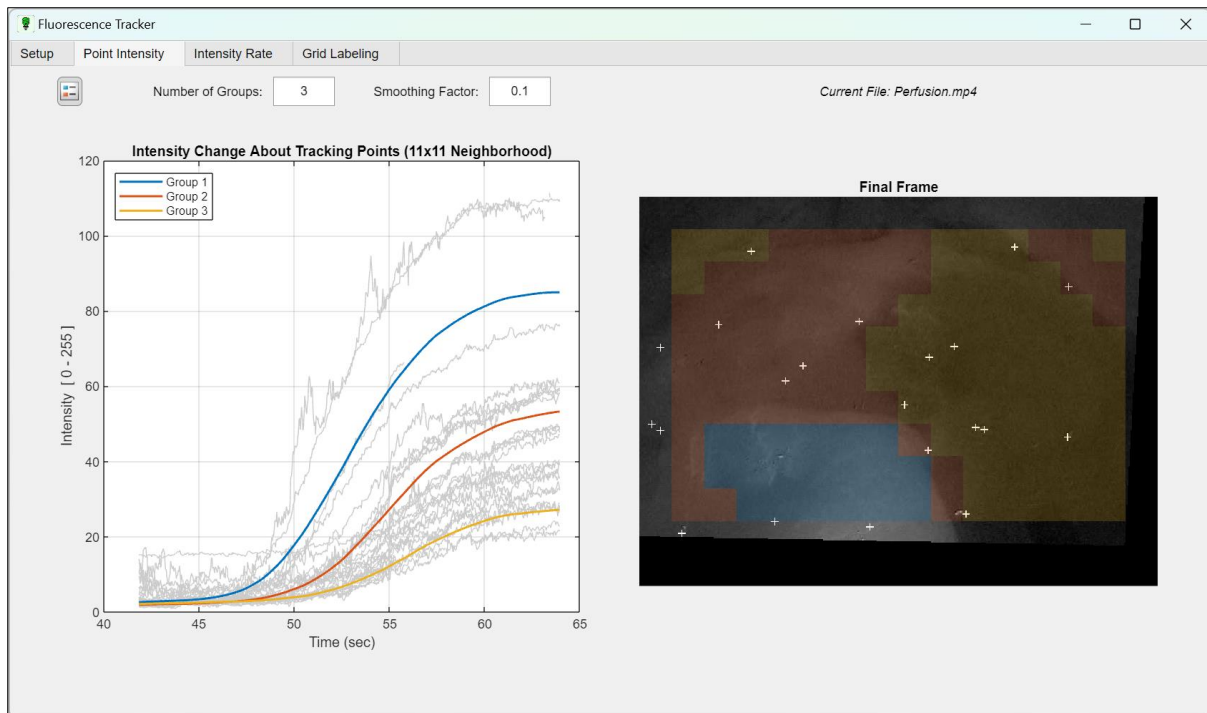 Fluorescence Tracker
Setup Point Intensity Intensity Rate Grid Labeling
Number of Groups: 3 Smoothing Factor: 0.1 Current File: Perfusion.mp4
Intensity Change About Tracking Points (11x11 Neighborhood)
120
100
80
60
40
20
0
Intensity [ 0 - 255 ]
Group 1
Group 2
Group 3
40 45 50 55 60 65
Time (sec)
Final Frame